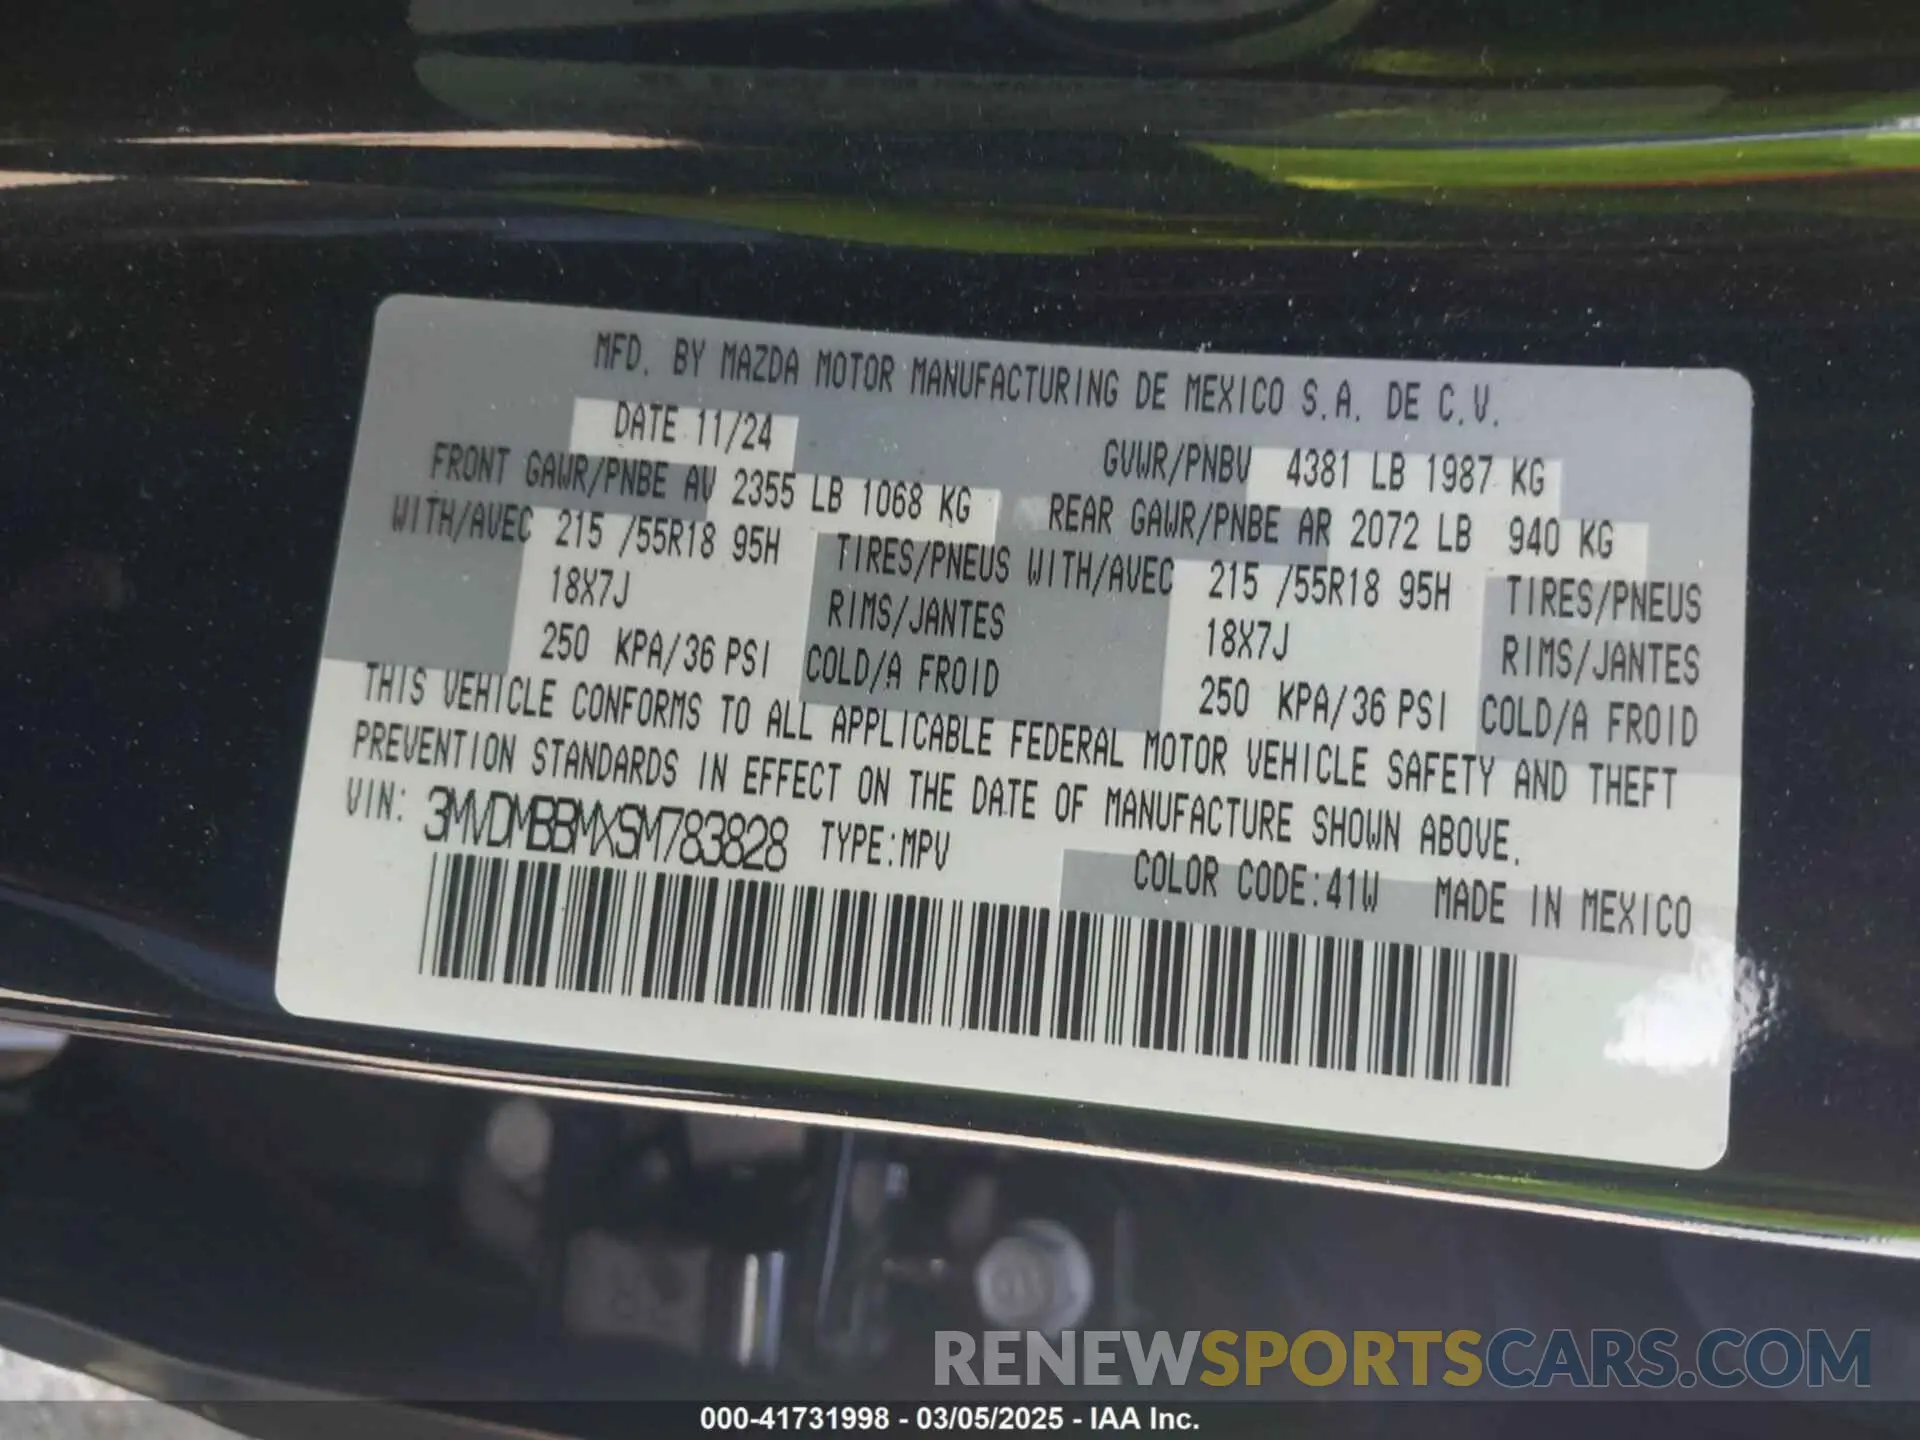 MFD. BY MAZDA MOTOR MANUFACTURING DE MEXICO S.A. DE C.V.
DATE 11/24 GVWR/PNBV 4381 LB 1987 KG
FRONT GAWR/PNBE AV 2355 LB 1068 KG REAR GAWR/PNBE AR 2072 LB 940 KG
WITH/AVEC 215 /55R18 95H TIRES/PNEUS WITH/AVEC 215 /55R18 95H TIRES/PNEUS
18X7J RIMS/JANTES 18X7J RIMS/JANTES
250 KPA/36 PSI COLD/A FROID 250 KPA/36 PSI COLD/A FROID
THIS VEHICLE CONFORMS TO ALL APPLICABLE FEDERAL MOTOR VEHICLE SAFETY AND THEFT
PREVENTION STANDARDS IN EFFECT ON THE DATE OF MANUFACTURE SHOWN ABOVE.
VIN: 3MVDMBBMXSM783828 TYPE:MPV
COLOR CODE:41W MADE IN MEXICO
RENEWSPORTSCARS.COM
000-41731998 - 03/05/2025 - IAA Inc.